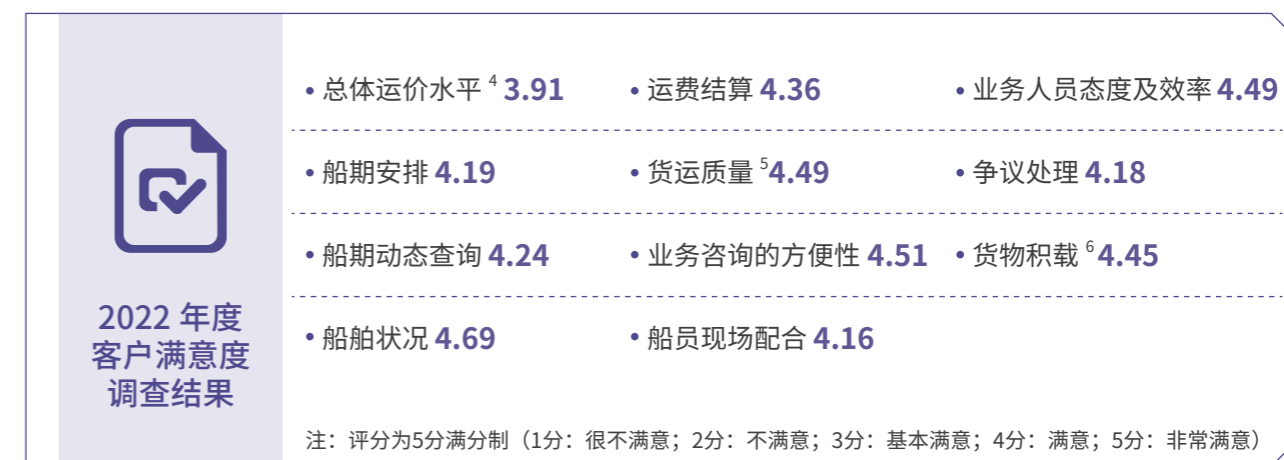 • 总体运价水平 4 3.91 • 运费结算 4.36 • 业务人员态度及效率 4.49
• 船期安排 4.19 • 货运质量 5 4.49 • 争议处理 4.18
• 船期动态查询 4.24 • 业务咨询的方便性 4.51 • 货物积载 6 4.45
• 船舶状况 4.69 • 船员现场配合 4.16
2022 年度
客户满意度
调查结果
注：评分为5分满分制（1分：很不满意；2分：不满意；3分：基本满意；4分：满意；5分：非常满意）